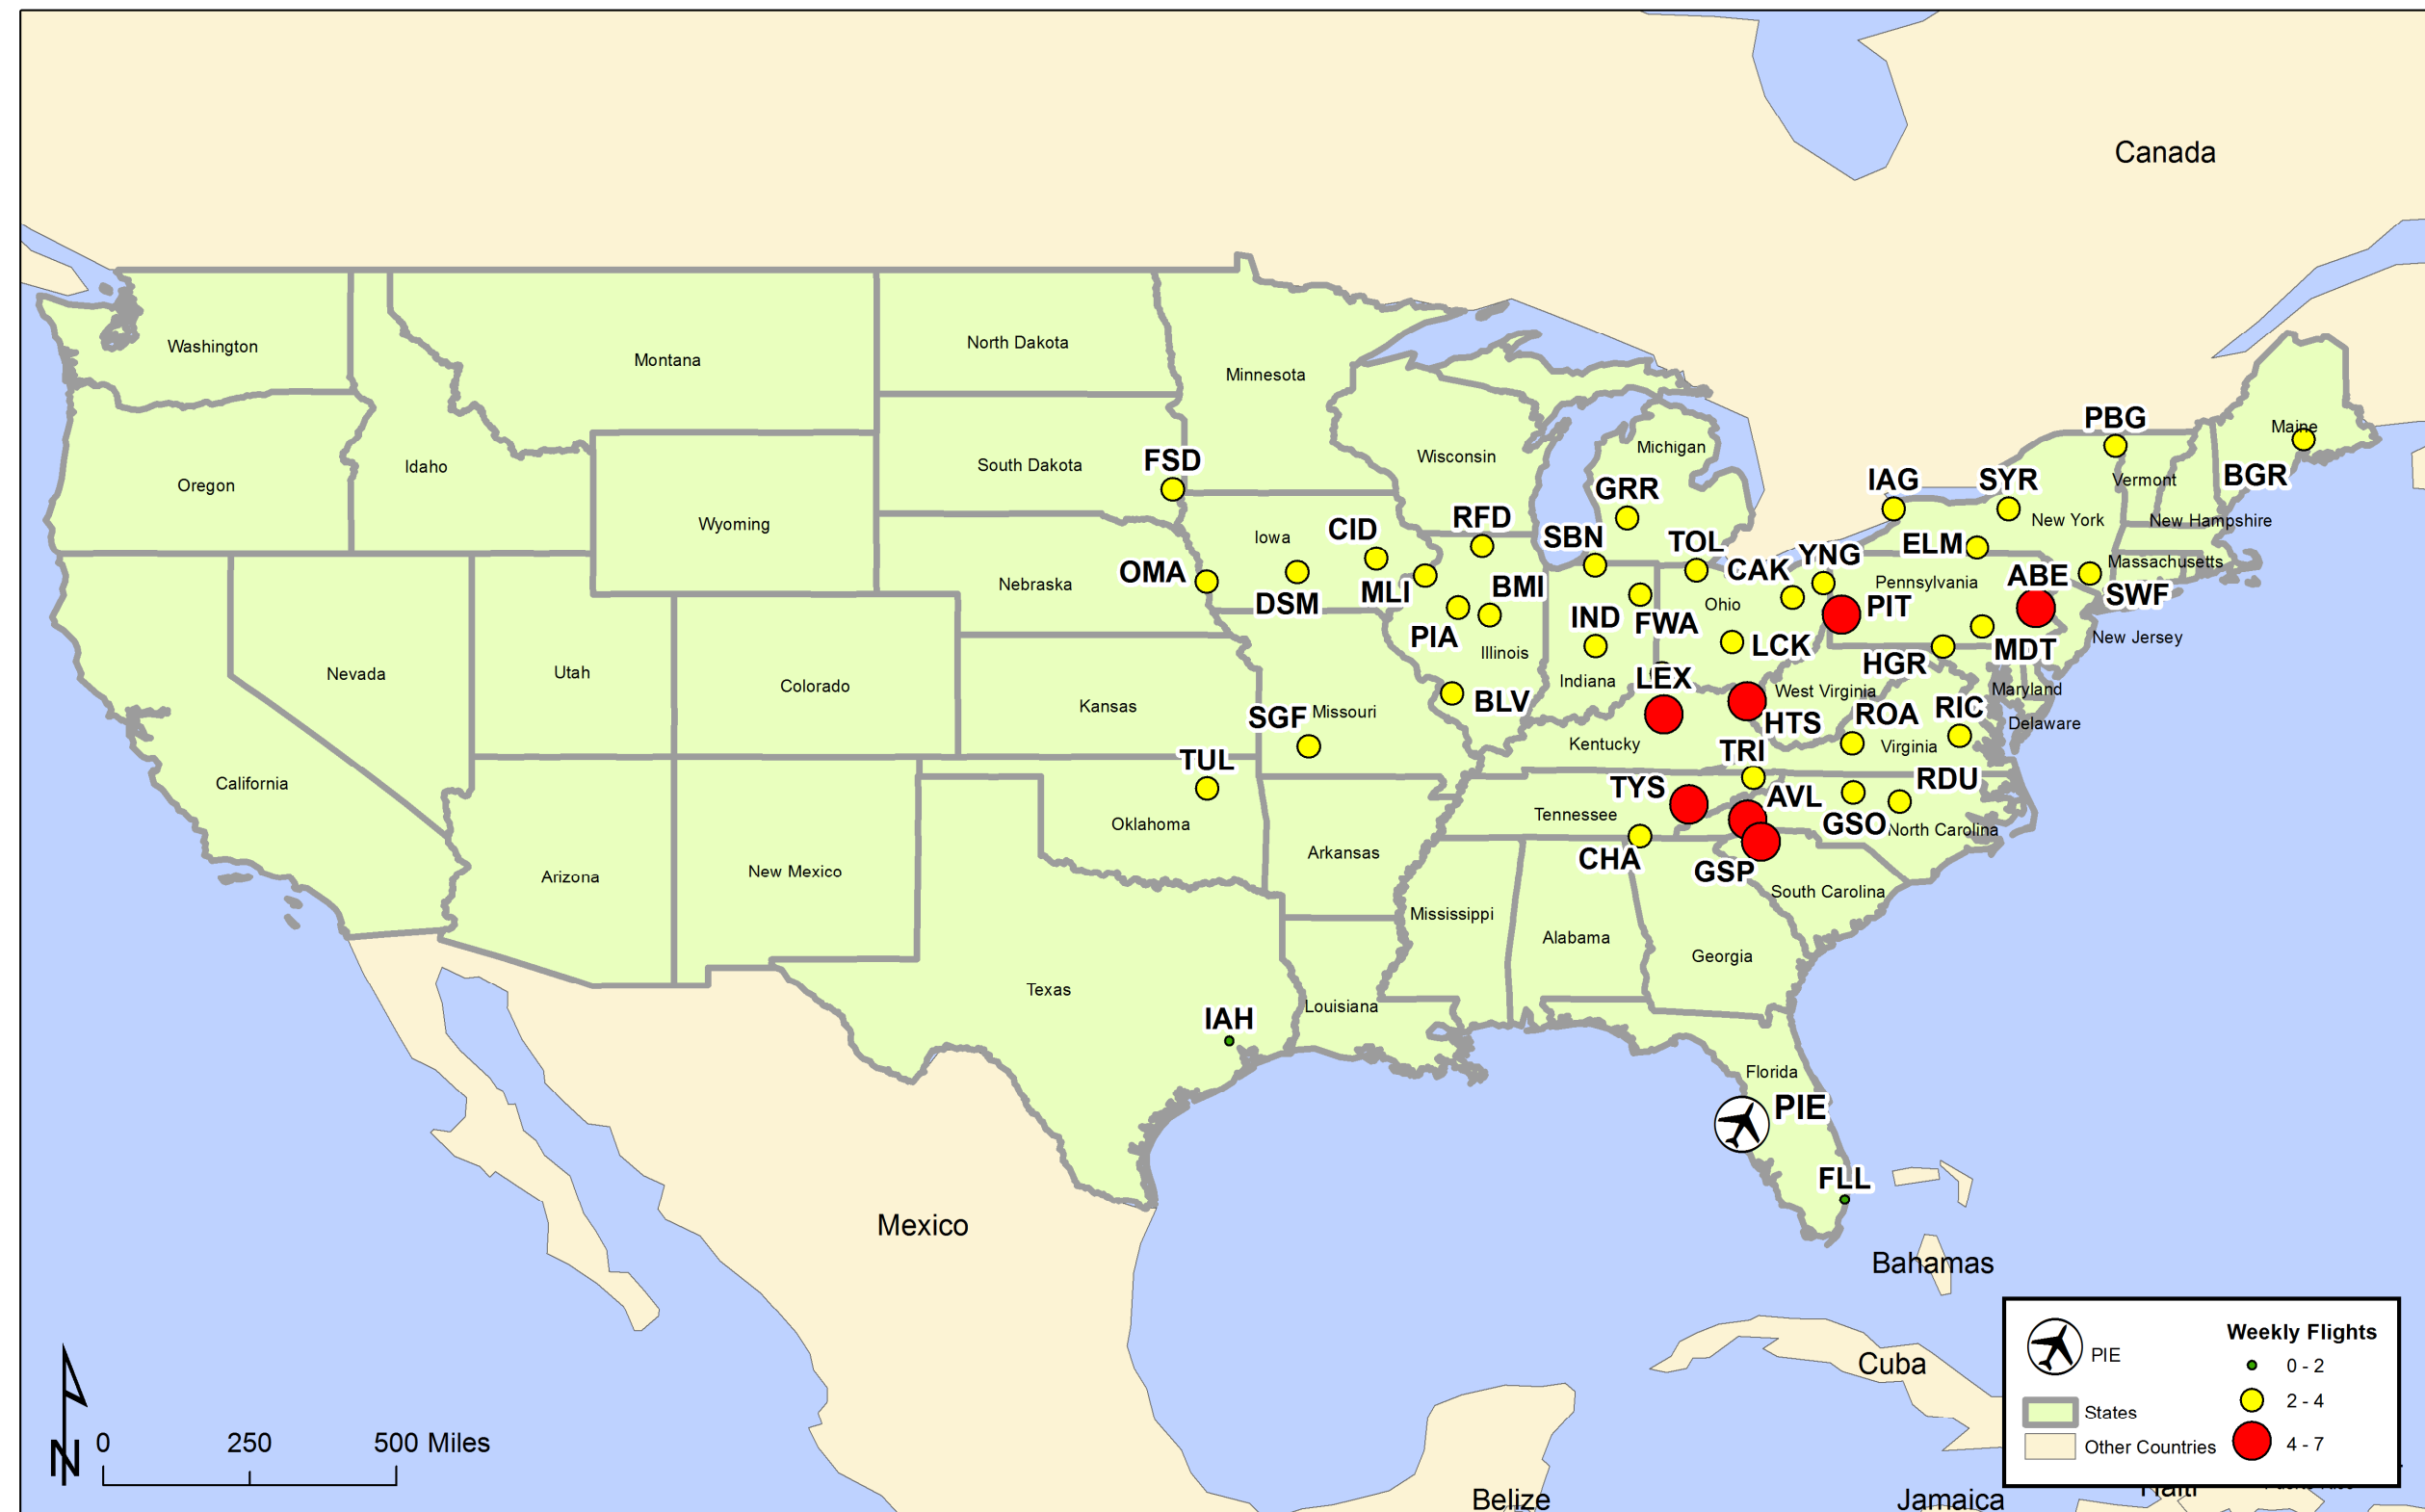 Canada
Washington
Montana
North Dakota
Minnesota
Michigan
Maine
PBG
BGR
Oregon
Idaho
South Dakota
FSD
Wisconsin
GRR
IAG
SYR
Vermont
New York
New Hampshire
Wyoming
Iowa
CID
RFD
SBN
TOL
CAK
YNG
ELM
Massachusetts
Nebraska
OMA
DSM
MLI
BMI
PIA
IND
FWA
Ohio
Pennsylvania
PIT
ABE
SWF
Illinois
LCK
HGR
MDT
New Jersey
Nevada
Utah
Colorado
Kansas
SGF
Missouri
BLV
Indiana
LEX
West Virginia
HTS
ROA
RIC
Maryland
Delaware
Kentucky
TRI
Virginia
California
TUL
Oklahoma
Arkansas
Tennessee
TYS
AVL
GSO
RDU
North Carolina
CHA
GSP
South Carolina
Arizona
New Mexico
Mississippi
Alabama
Georgia
Texas
Louisiana
IAH
Florida
PIE
FLL
Mexico
Bahamas
Cuba
Belize
Jamaica
Haiti
N
0 250 500 Miles
PIE
States
Other Countries
Weekly Flights
0 - 2
2 - 4
4 - 7